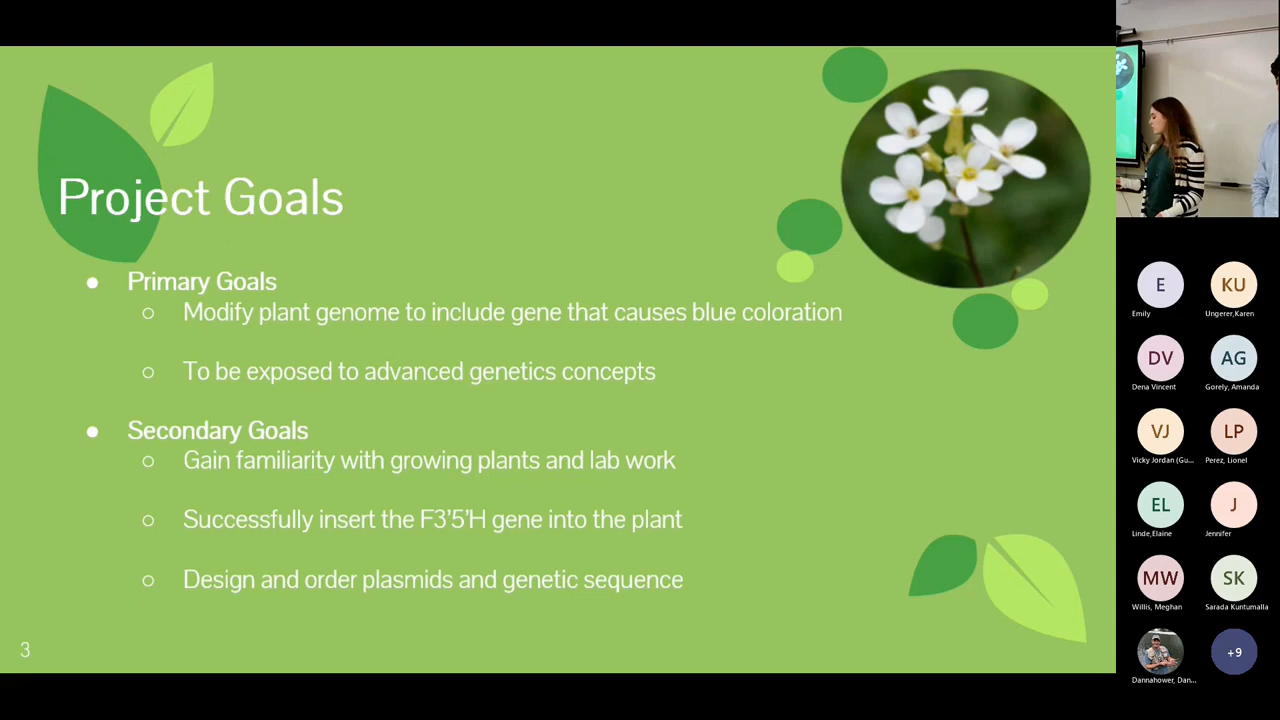 Project Goals
● Primary Goals
○ Modify plant genome to include gene that causes blue coloration
○ To be exposed to advanced genetics concepts
● Secondary Goals
○ Gain familiarity with growing plants and lab work
○ Successfully insert the F3'5'H gene into the plant
○ Design and order plasmids and genetic sequence
3
E
Emily
KU
Ungerer,Karen
DV
Dena Vincent
AG
Gorely, Amanda
VJ
Vicky Jordan (Gu...
LP
Perez, Lionel
EL
Linde,Elaine
J
Jennifer
MW
Willis, Meghan
SK
Sarada Kuntumalla
Dannahower, Dan...
+9